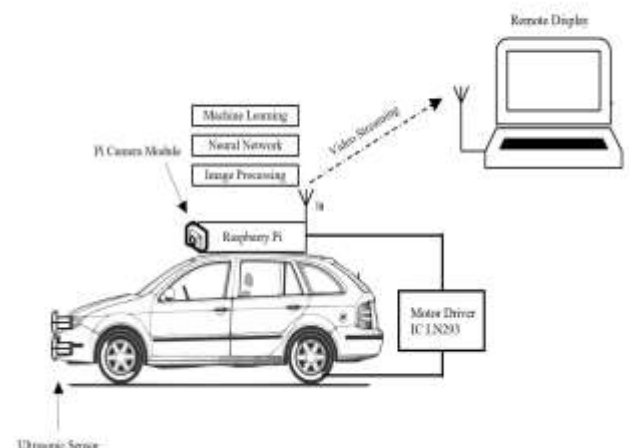 Remote Display
Machine Learning
Neural Network
Image Processing
Pi Camera Module
Video Streaming
Raspberry Pi
Motor Driver
IC LN293
Ultrasonic Sensor